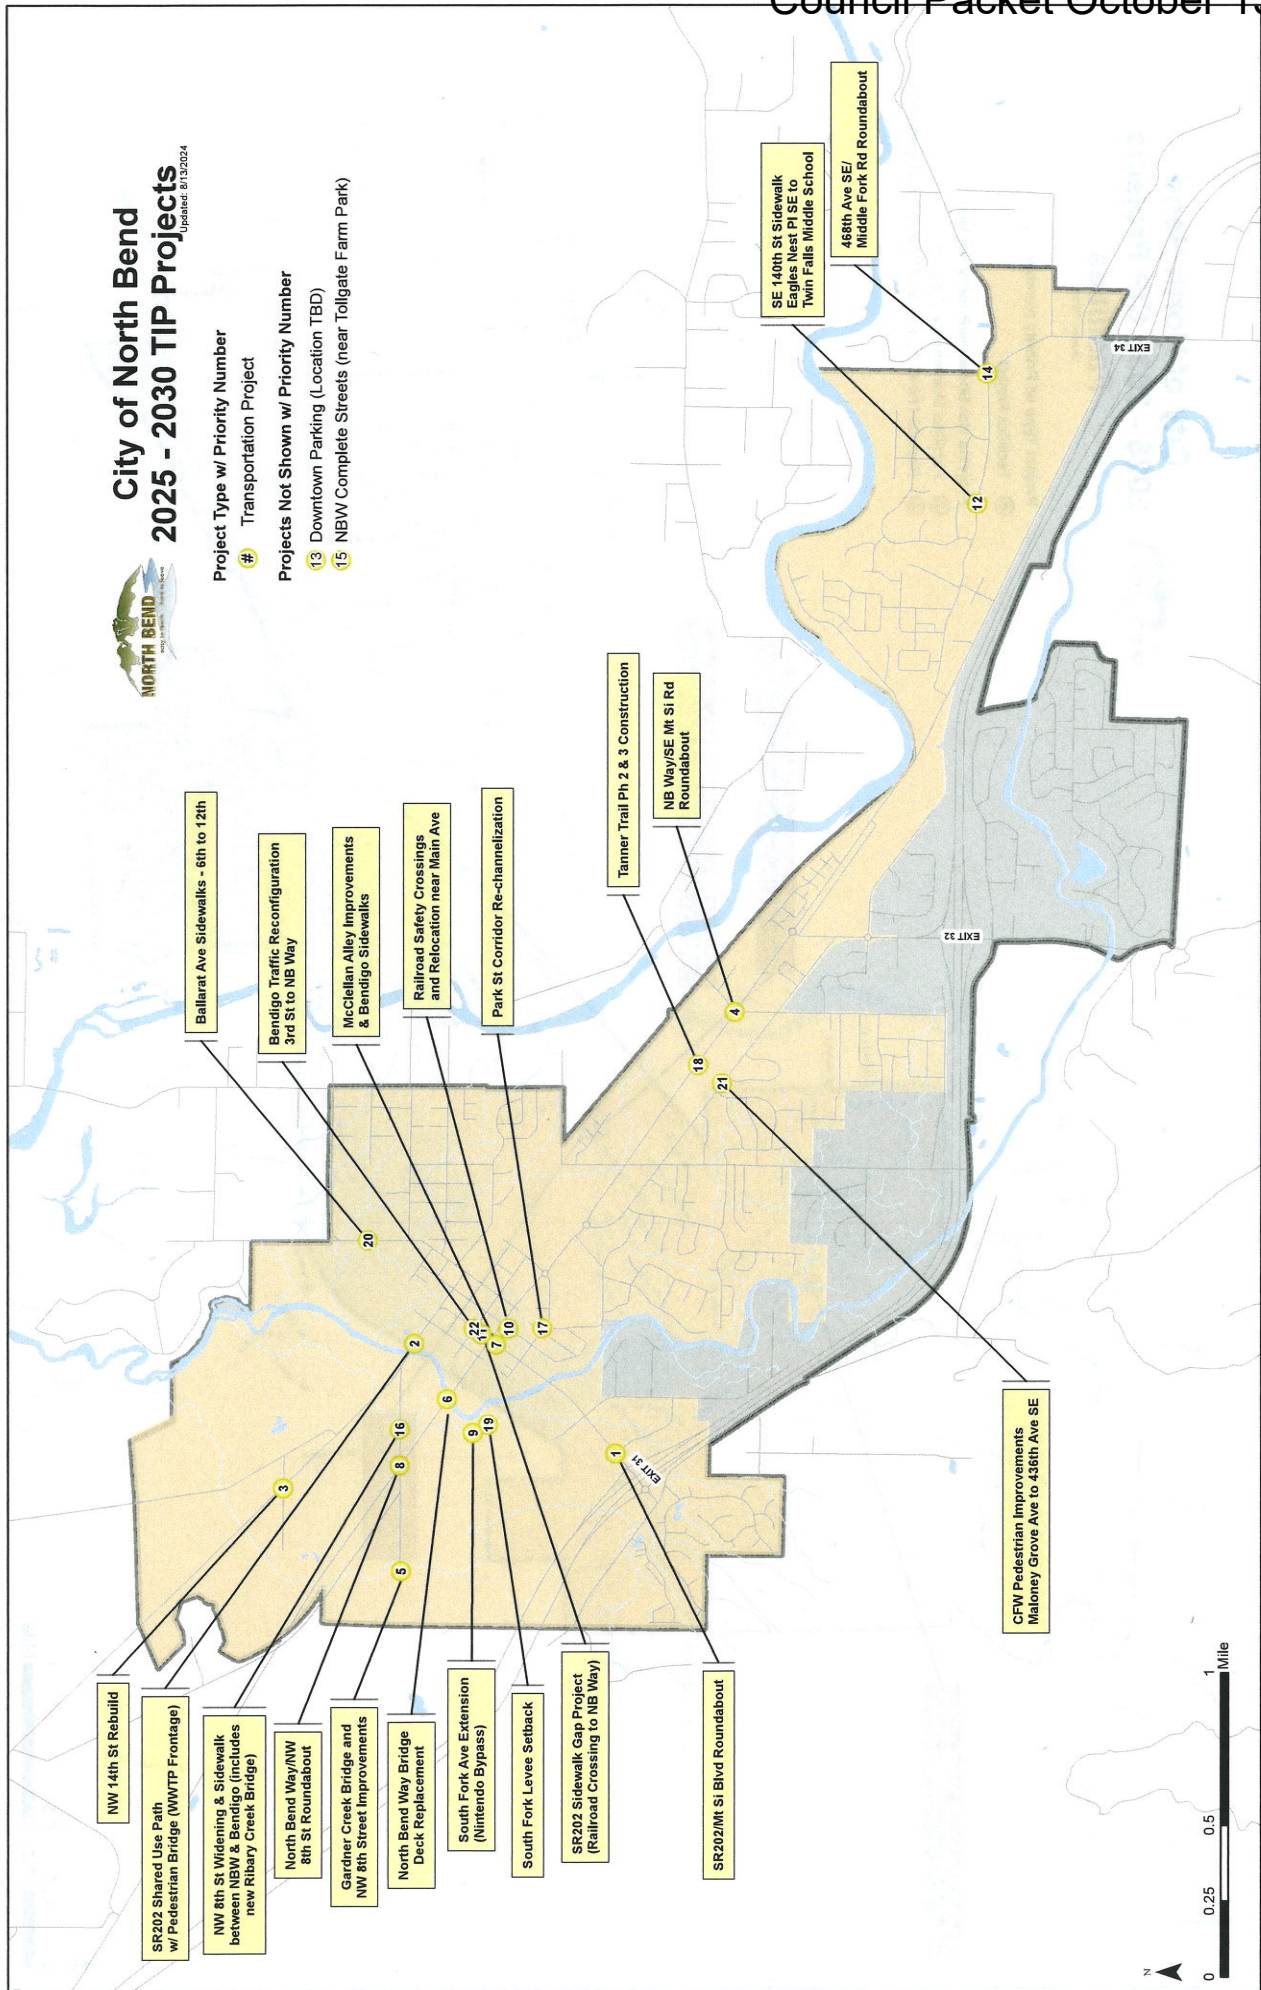 Council Packet October 15
City of North Bend
2025 - 2030 TIP Projects
Updated: 8/13/2024
NORTH BEND
Project Type w/ Priority Number
# Transportation Project
Projects Not Shown w/ Priority Number
13 Downtown Parking (Location TBD)
15 NBW Complete Streets (near Tollgate Farm Park)
NW 14th St Rebuild
SR202 Shared Use Path
w/ Pedestrian Bridge (WWTP Frontage)
NW 8th St Widening & Sidewalk
between NBW & Bendigo (includes
new Ribary Creek Bridge)
North Bend Way/NW
8th St Roundabout
Gardner Creek Bridge and
NW 8th Street Improvements
North Bend Way Bridge
Deck Replacement
South Fork Ave Extension
(Nintendo Bypass)
South Fork Levee Setback
SR202 Sidewalk Gap Project
(Railroad Crossing to NB Way)
SR202/Mt Si Blvd Roundabout
Ballarat Ave Sidewalks - 6th to 12th
Bendigo Traffic Reconfiguration
3rd St to NB Way
McClellan Alley Improvements
& Bendigo Sidewalks
Railroad Safety Crossings
and Relocation near Main Ave
Park St Corridor Re-channelization
Tanner Trail Ph 2 & 3 Construction
NB Way/SE Mt Si Rd
Roundabout
SE 140th St Sidewalk
Eagles Nest Pl SE to
Twin Falls Middle School
468th Ave SE/
Middle Fork Rd Roundabout
CFW Pedestrian Improvements
Maloney Grove Ave to 436th Ave SE
3
2
20
16
8
5
6
9
19
22
11
7
10
17
1
EXIT 31
18
21
4
EXIT 32
12
14
EXIT 34
N
0 0.25 0.5 1
Mile